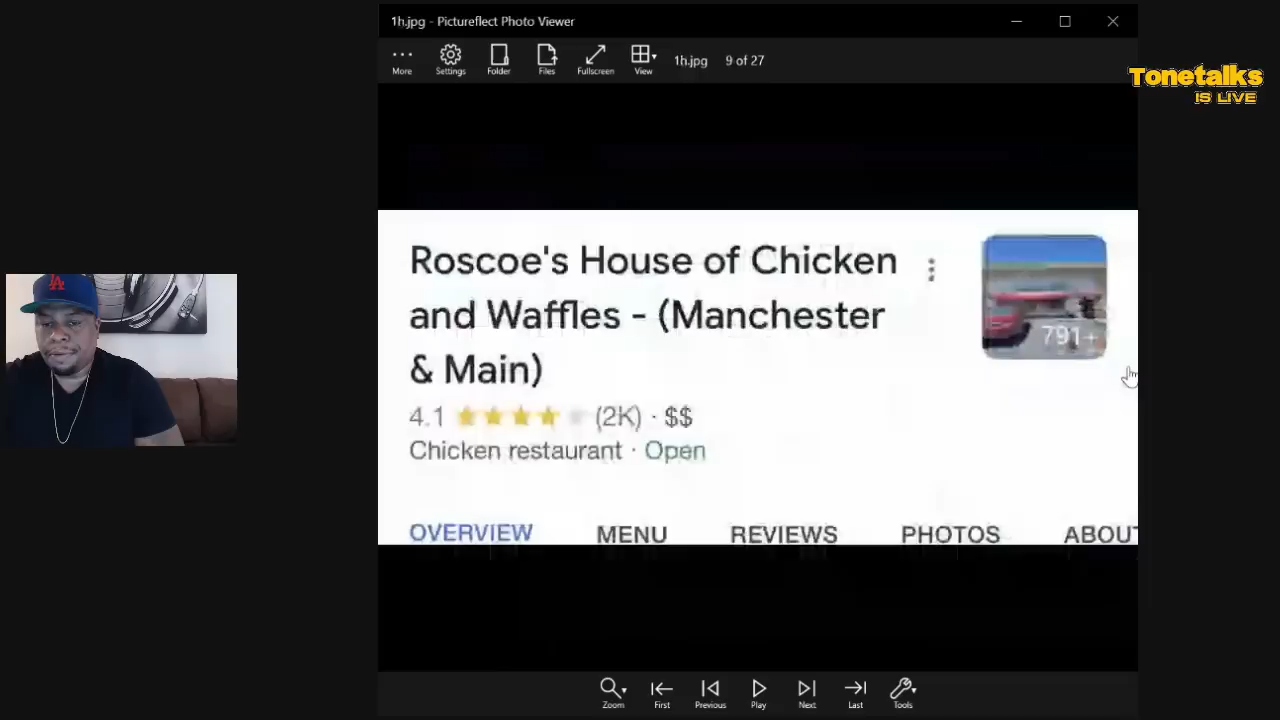 1h.jpg - Pictureflect Photo Viewer
More
Settings
Folder
Files
Fullscreen
View
1h.jpg
9 of 27
Tonetalks
IS LIVE
LA
Roscoe's House of Chicken
and Waffles - (Manchester
& Main)
791+
4.1 (2K) · $$
Chicken restaurant · Open
OVERVIEW
MENU
REVIEWS
PHOTOS
ABOUT
Zoom
First
Previous
Play
Next
Last
Tools